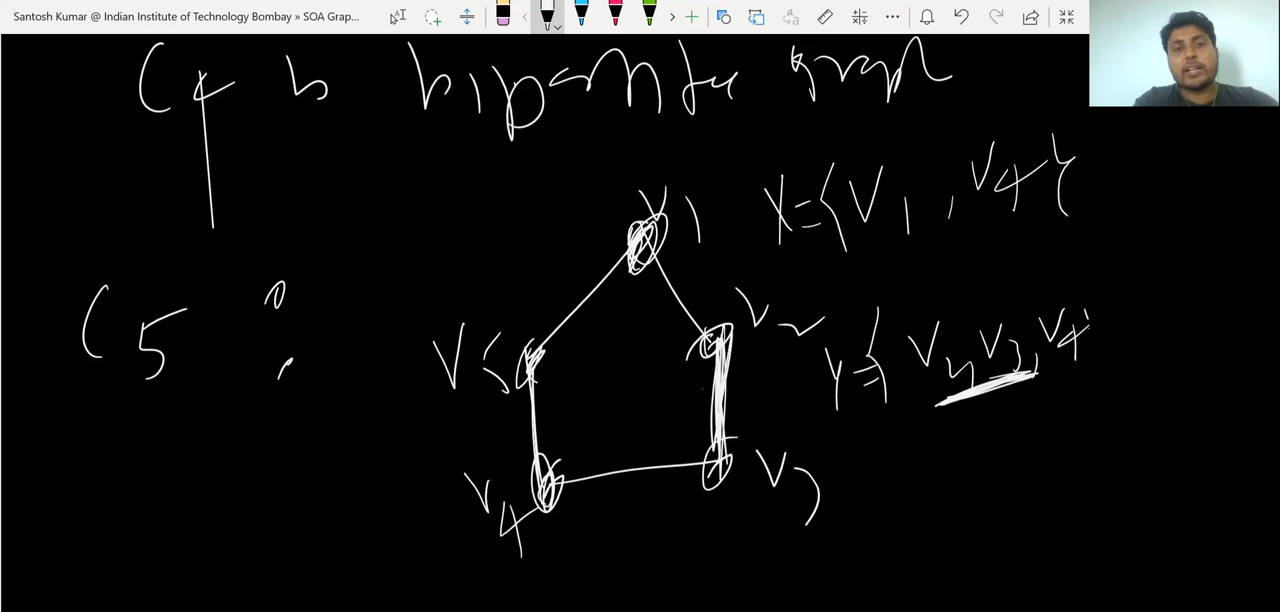 Santosh Kumar @ Indian Institute of Technology Bombay » SOA Grap...
C4 is bipartite graph
V1
X={V1, V4}
C5 :
V5
V2
Y={V2, V3, V4
V4
V3